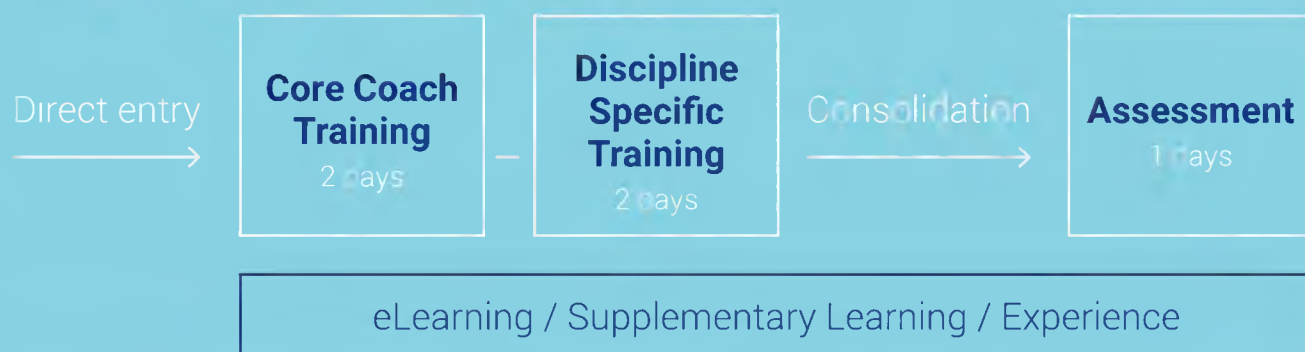 Direct entry
Core Coach
Training
2 days
Discipline
Specific
Training
2 days
Consolidation
Assessment
1 days
eLearning / Supplementary Learning / Experience